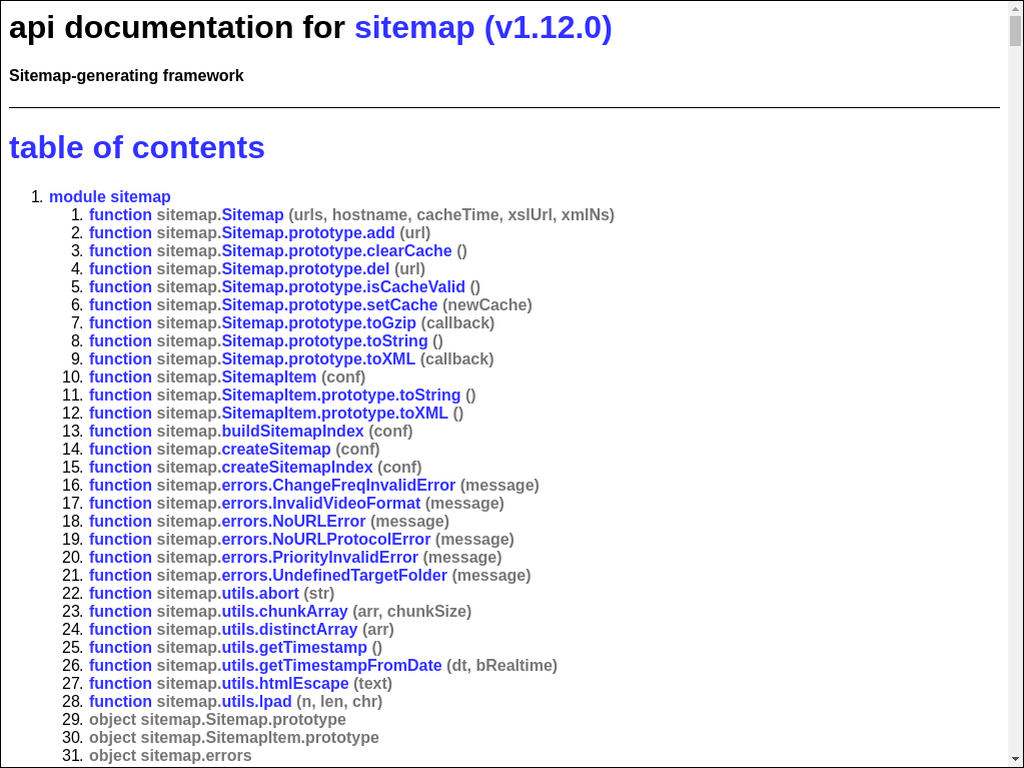 api documentation for sitemap (v1.12.0)
Sitemap-generating framework
table of contents
1. module sitemap
1. function sitemap.Sitemap (urls, hostname, cacheTime, xslUrl, xmlNs)
2. function sitemap.Sitemap.prototype.add (url)
3. function sitemap.Sitemap.prototype.clearCache ()
4. function sitemap.Sitemap.prototype.del (url)
5. function sitemap.Sitemap.prototype.isCacheValid ()
6. function sitemap.Sitemap.prototype.setCache (newCache)
7. function sitemap.Sitemap.prototype.toGzip (callback)
8. function sitemap.Sitemap.prototype.toString ()
9. function sitemap.Sitemap.prototype.toXML (callback)
10. function sitemap.SitemapItem (conf)
11. function sitemap.SitemapItem.prototype.toString ()
12. function sitemap.SitemapItem.prototype.toXML ()
13. function sitemap.buildSitemapIndex (conf)
14. function sitemap.createSitemap (conf)
15. function sitemap.createSitemapIndex (conf)
16. function sitemap.errors.ChangeFreqInvalidError (message)
17. function sitemap.errors.InvalidVideoFormat (message)
18. function sitemap.errors.NoURLError (message)
19. function sitemap.errors.NoURLProtocolError (message)
20. function sitemap.errors.PriorityInvalidError (message)
21. function sitemap.errors.UndefinedTargetFolder (message)
22. function sitemap.utils.abort (str)
23. function sitemap.utils.chunkArray (arr, chunkSize)
24. function sitemap.utils.distinctArray (arr)
25. function sitemap.utils.getTimestamp ()
26. function sitemap.utils.getTimestampFromDate (dt, bRealtime)
27. function sitemap.utils.htmlEscape (text)
28. function sitemap.utils.lpad (n, len, chr)
29. object sitemap.Sitemap.prototype
30. object sitemap.SitemapItem.prototype
31. object sitemap.errors